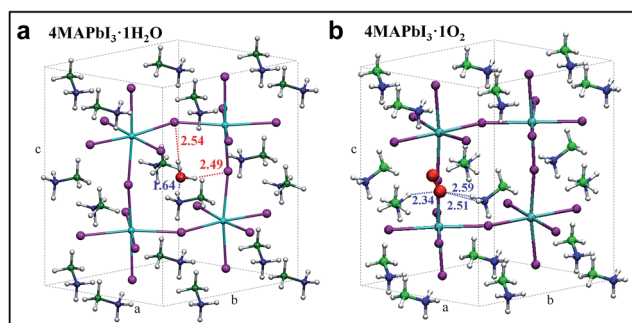 a 4MAPbI₃·1H₂O
c
2.54
2.49
1.64
a
b
b 4MAPbI₃·1O₂
c
2.59
2.34
2.51
a
b